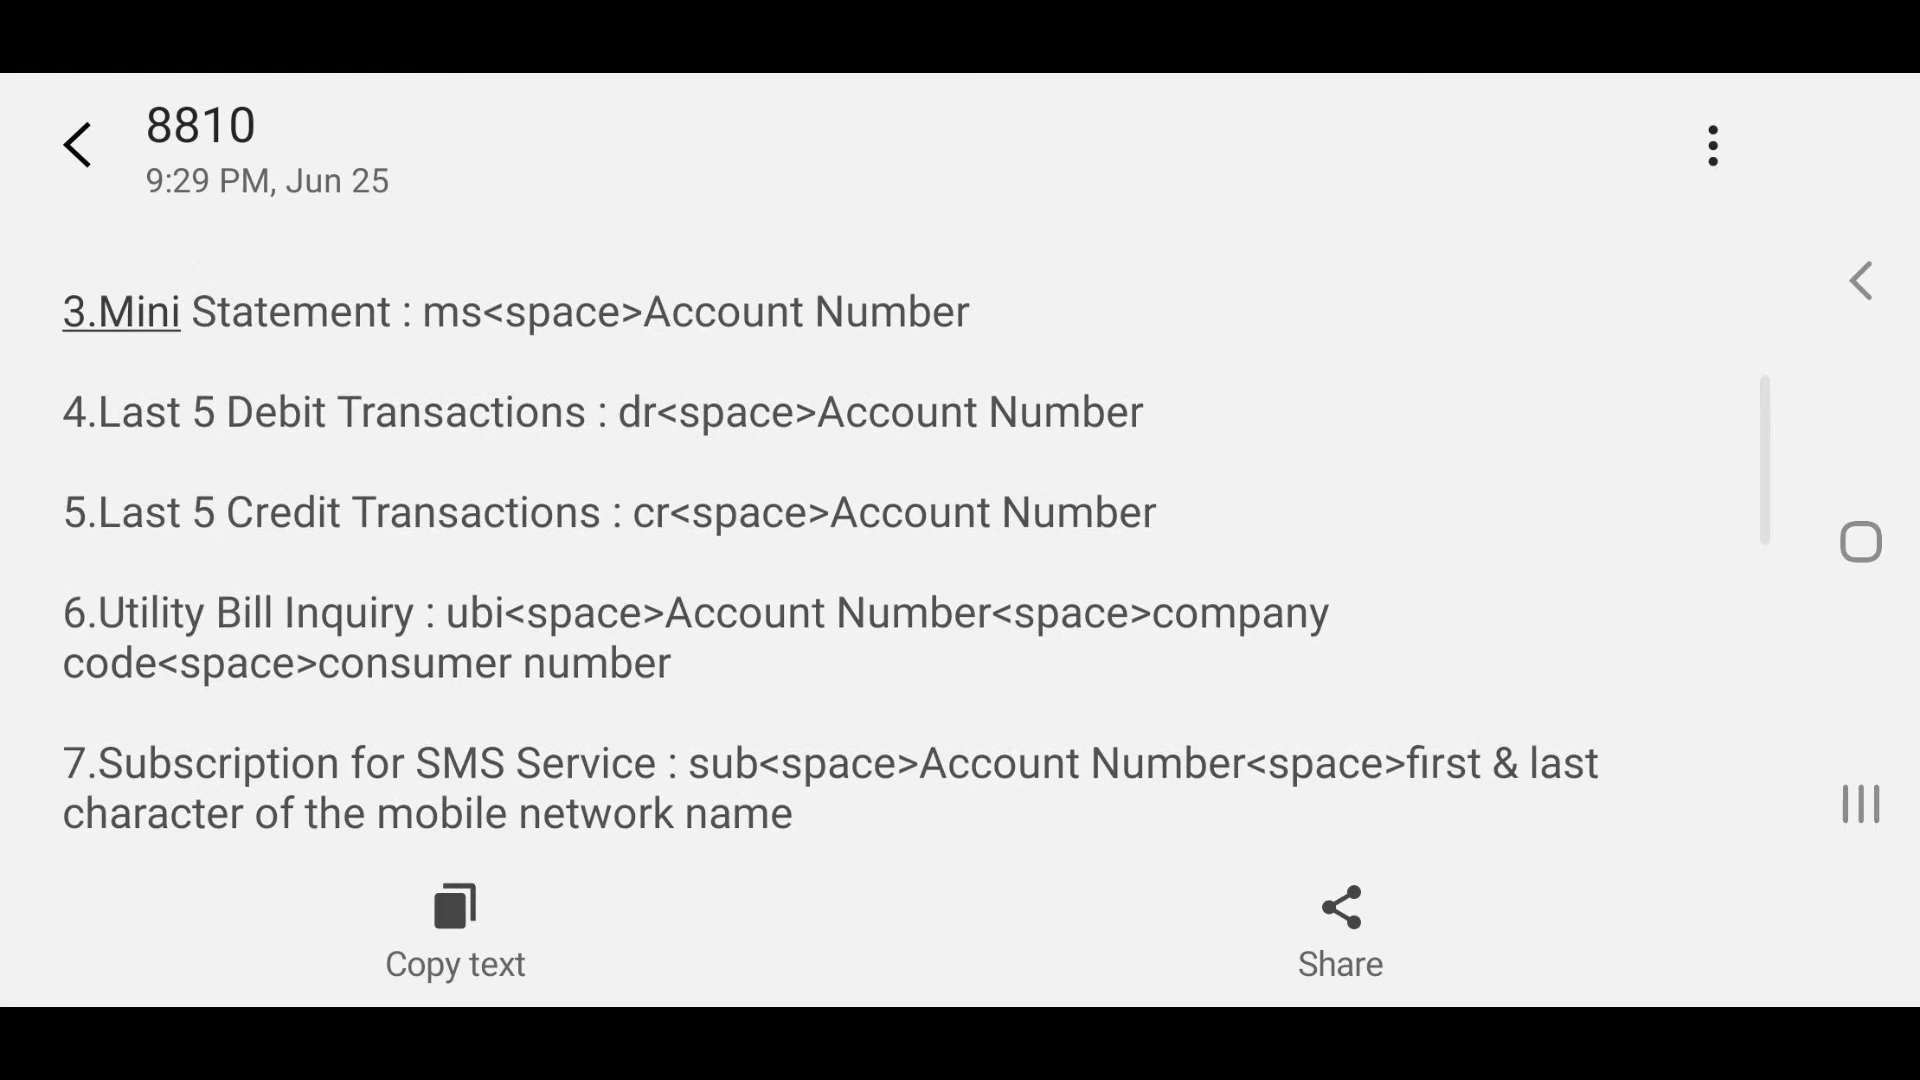 8810
9:29 PM, Jun 25
3.Mini Statement : ms<space>Account Number
4.Last 5 Debit Transactions : dr<space>Account Number
5.Last 5 Credit Transactions : cr<space>Account Number
6.Utility Bill Inquiry : ubi<space>Account Number<space>company
code<space>consumer number
7.Subscription for SMS Service : sub<space>Account Number<space>first & last
character of the mobile network name
Copy text
Share